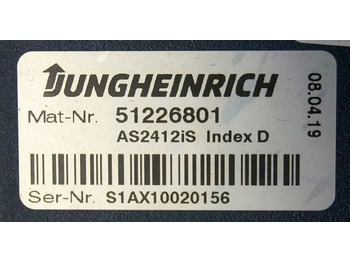 JUNGHEINRICH
Mat-Nr. 51226801
AS2412iS Index D
Ser-Nr. S1AX10020156
08.04.19